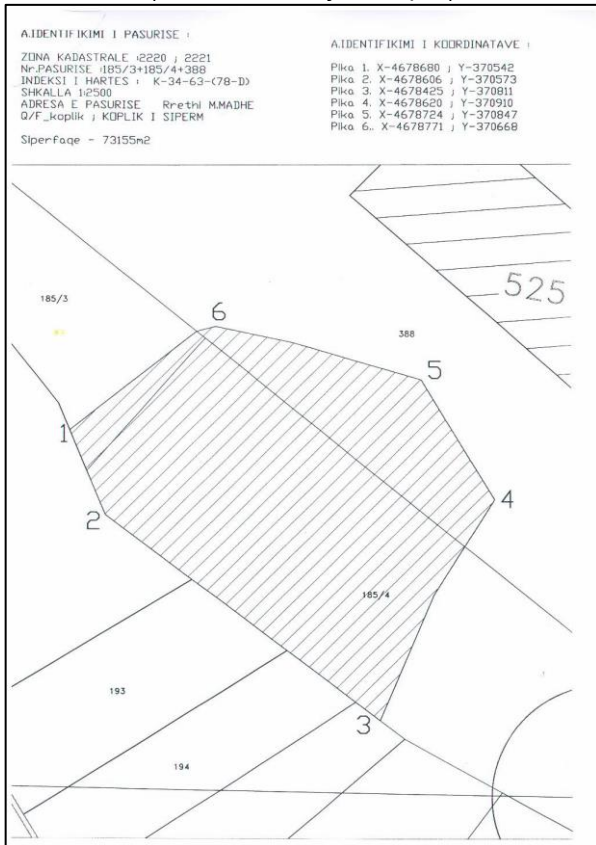 A.IDENTIFIKIMI I PASURISE :
ZONA KADASTRALE :2220 ; 2221
Nr.PASURISE :185/3+185/4+388
INDEKSI I HARTES : K-34-63-(78-D)
SHKALLA 1:2500
ADRESA E PASURISE Rrethi M.MADHE
Q/F_koplik ; KOPLIK I SIPERM
Siperfaqe - 73155m2
A.IDENTIFIKIMI I KOORDINATAVE :
Pika 1. X-4678680 ; Y-370542
Pika 2. X-4678606 ; Y-370573
Pika 3. X-4678425 ; Y-370811
Pika 4. X-4678620 ; Y-370910
Pika 5. X-4678724 ; Y-370847
Pika 6.. X-4678771 ; Y-370668
525
185/3
6
388
5
1
4
2
185/4
193
3
194